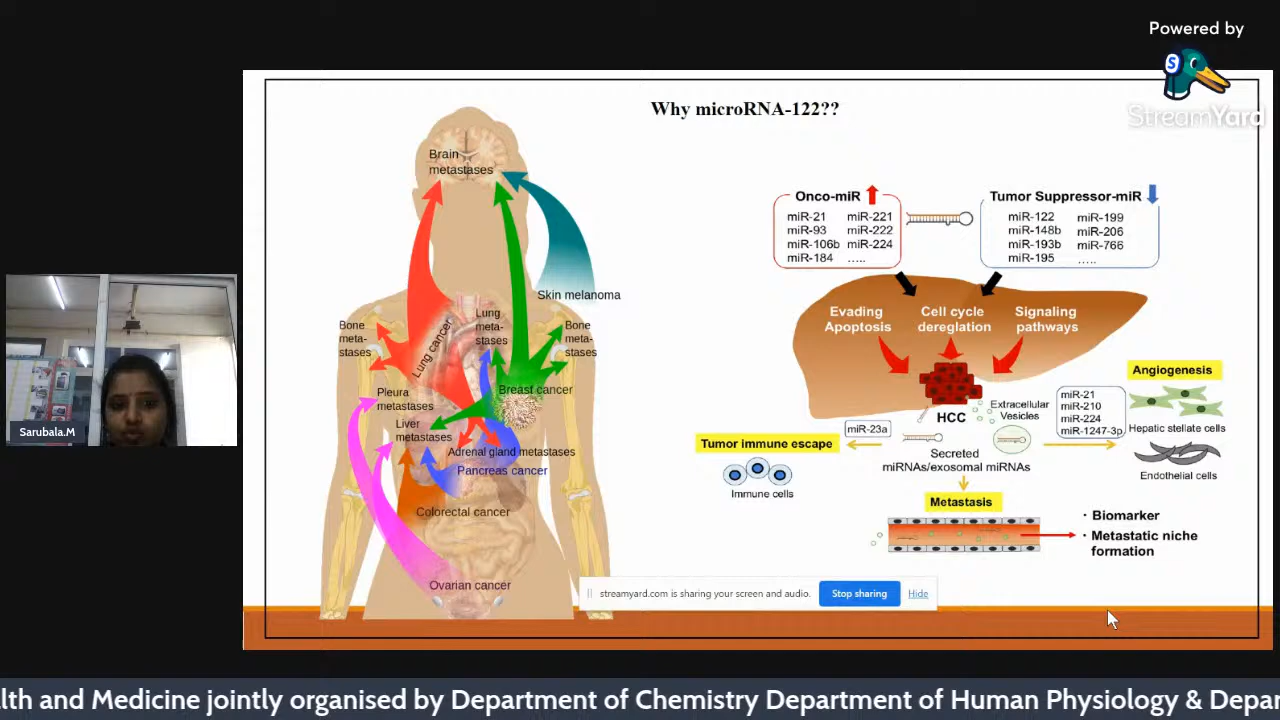 Powered by
StreamYard
Why microRNA-122??
Brain
metastases
Skin melanoma
Lung cancer
Lung
meta-
stases
Bone
meta-
stases
Bone
meta-
stases
Breast cancer
Pleura
metastases
Liver
metastases
Adrenal gland metastases
Pancreas cancer
Colorectal cancer
Ovarian cancer
Onco-miR
miR-21 miR-221
miR-93 miR-222
miR-106b miR-224
miR-184 .....
Tumor Suppressor-miR
miR-122 miR-199
miR-148b miR-206
miR-193b miR-766
miR-195 .....
Evading
Apoptosis
Cell cycle
dereglation
Signaling
pathways
HCC
Extracellular
Vesicles
miR-21
miR-210
miR-224
miR-1247-3p
Angiogenesis
Hepatic stellate cells
Endothelial cells
miR-23a
Tumor immune escape
Immune cells
Secreted
miRNAs/exosomal miRNAs
Metastasis
· Biomarker
· Metastatic niche
formation
streamyard.com is sharing your screen and audio.
Stop sharing
Hide
Sarubala.M
lth and Medicine jointly organised by Department of Chemistry Department of Human Physiology & Depar